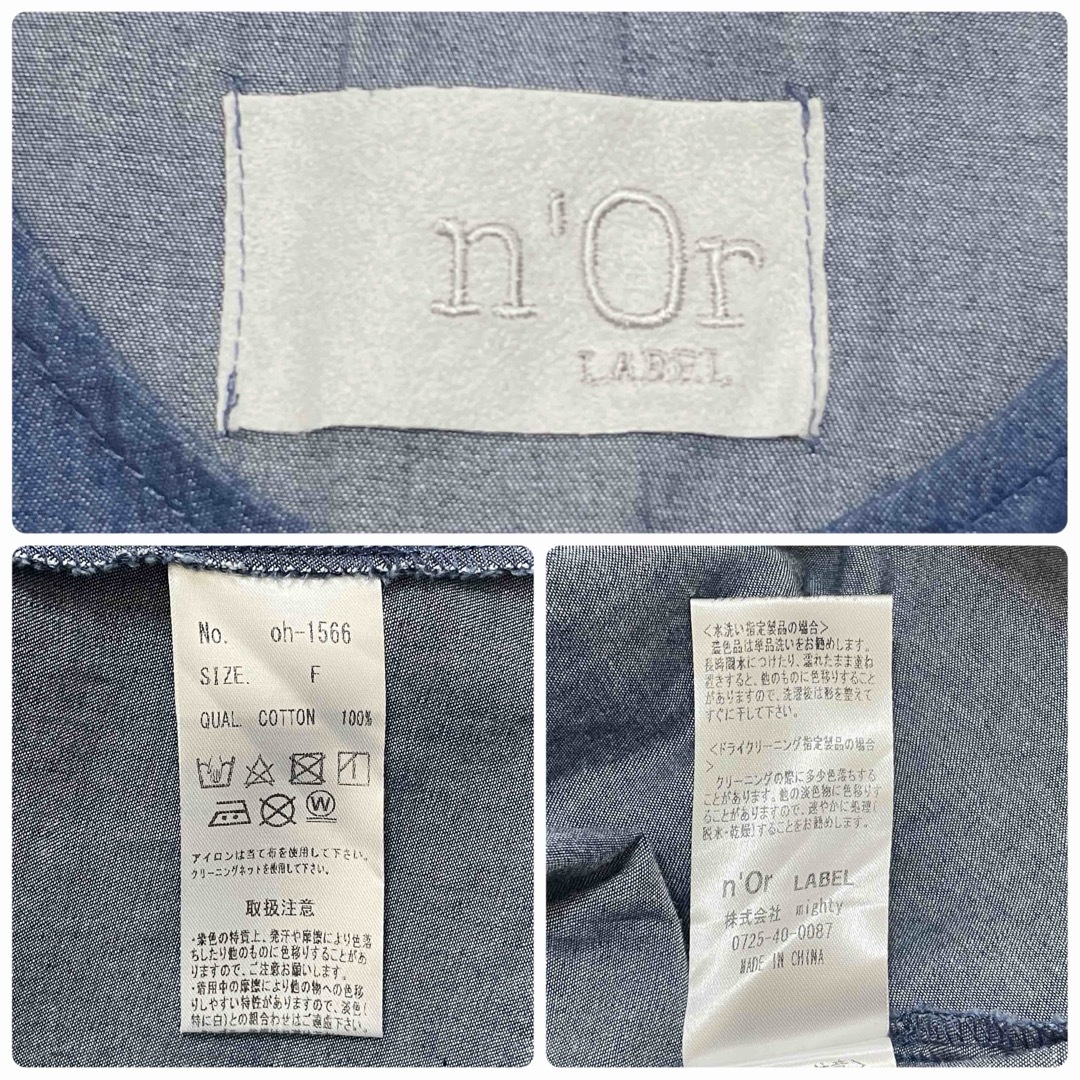 n'Or
LABEL
No. oh-1566
SIZE. F
QUAL. COTTON 100%
W
アイロンは当て布を使用して下さい。
クリーニングネットを使用して下さい。
取扱注意
・染色の特質上、発汗や摩擦により色落
ちしたり他のものに色移りすることがあ
りますので、ご注意お願いします。
・着用中の摩擦により他の物への色移
りしやすい特性がありますので、淡色(
特に白)との組合わせはご遠慮下さい。
<水洗い指定製品の場合>
着色品は単品洗いをお勧めします。
長時間水につけたり、濡れたまま重ね
置きすると、他のものに色移りすること
がありますので、洗濯後は形を整えて
すぐに干して下さい。
<ドライクリーニング指定製品の場合
>
クリーニングの際に多少色落ちする
ことがあります。他の淡色物に色移りす
ることがありますので、速やかに処理(
脱水・乾燥)することをお勧めします。
n'Or LABEL
株式会社 mighty
0725-40-0087
MADE IN CHINA